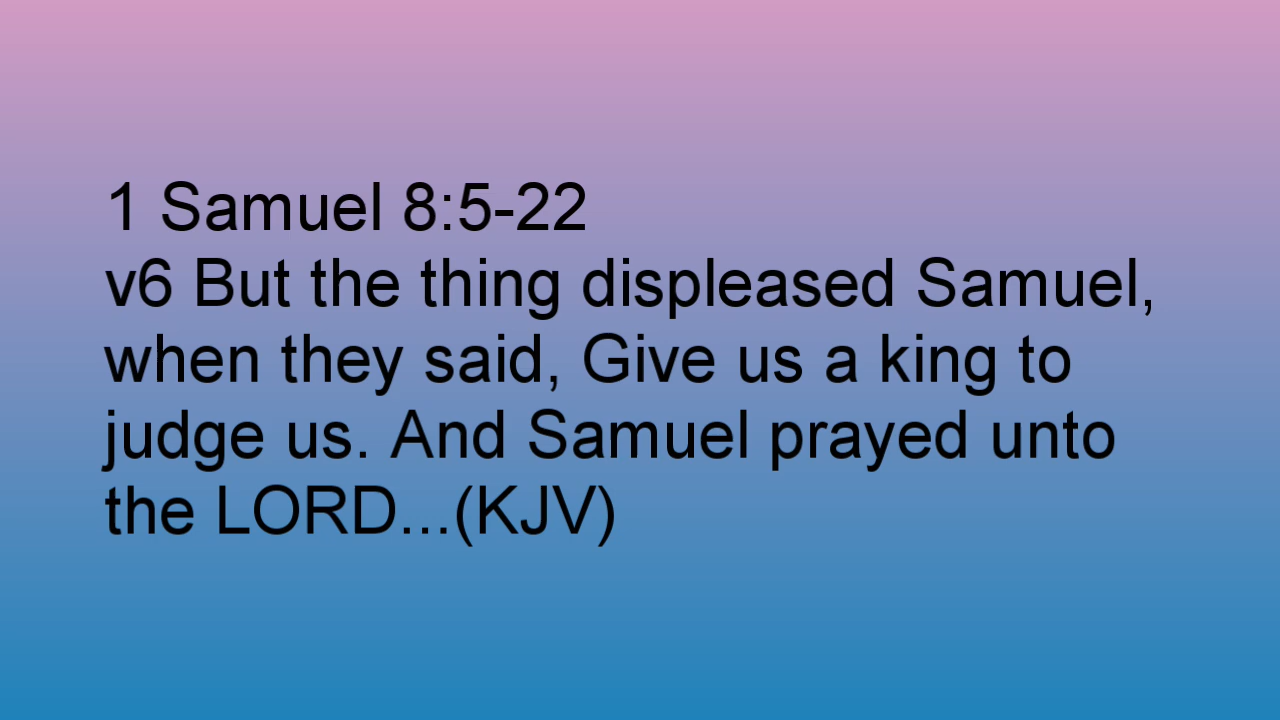 1 Samuel 8:5-22
v6 But the thing displeased Samuel,
when they said, Give us a king to
judge us. And Samuel prayed unto
the LORD...(KJV)